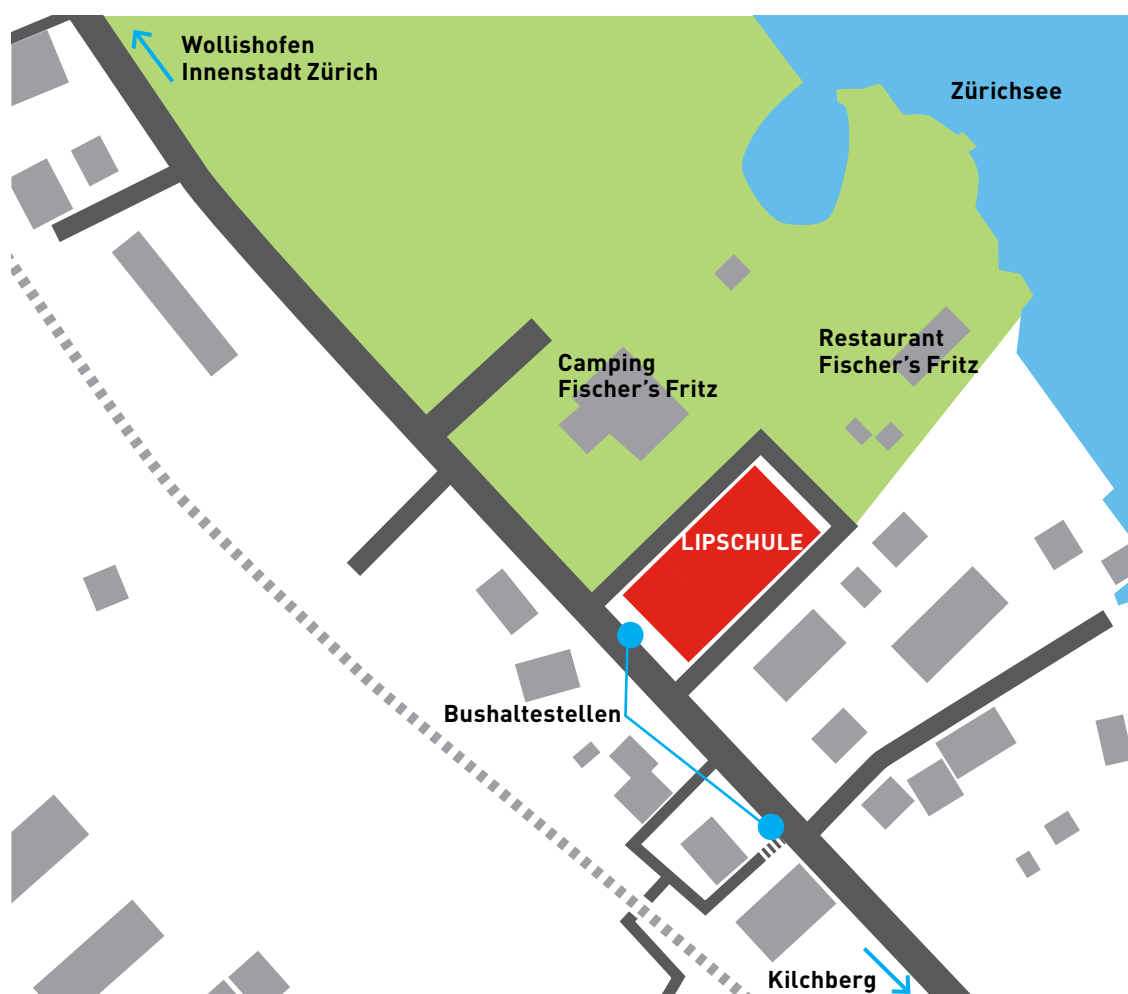 Wollishofen
Innenstadt Zürich
Zürichsee
Restaurant
Fischer’s Fritz
Camping
Fischer’s Fritz
LIPSCHULE
Bushaltestellen
Kilchberg